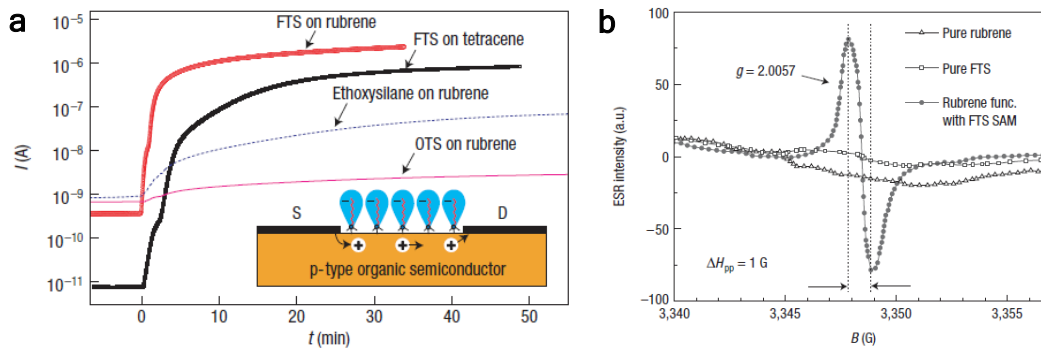 a
10⁻⁵
10⁻⁶
10⁻⁷
10⁻⁸
10⁻⁹
10⁻¹⁰
10⁻¹¹
I (A)
FTS on rubrene
FTS on tetracene
Ethoxysilane on rubrene
OTS on rubrene
S
D
– – – – –
+ + +
p-type organic semiconductor
0 10 20 30 40 50
t (min)
b
100
50
0
−50
−100
ESR Intensity (a.u.)
g = 2.0057
Pure rubrene
Pure FTS
Rubrene func.
with FTS SAM
ΔHpp = 1 G
3,340 3,345 3,350 3,355
B (G)